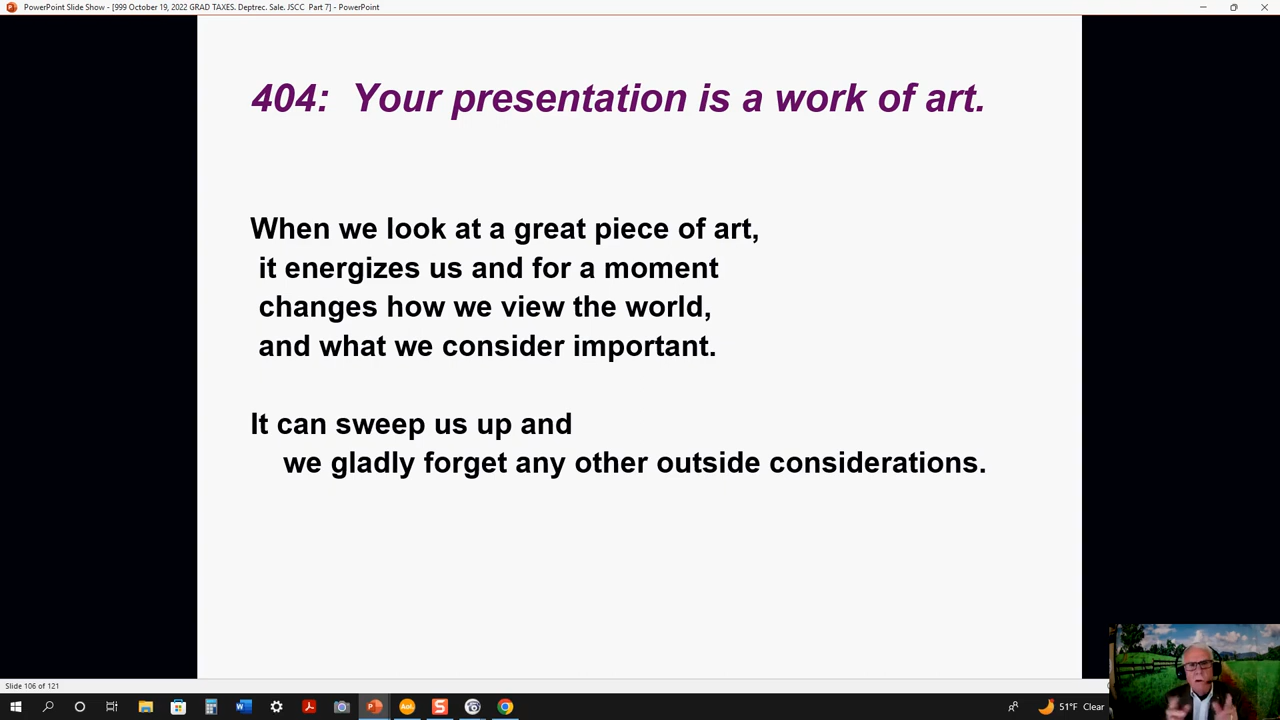 PowerPoint Slide Show - [999 October 19, 2022 GRAD TAXES. Deptrec. Sale. JSCC Part 7] - PowerPoint
404: Your presentation is a work of art.
When we look at a great piece of art,
it energizes us and for a moment
changes how we view the world,
and what we consider important.
It can sweep us up and
we gladly forget any other outside considerations.
Slide 106 of 121
Aol.
51°F Clear